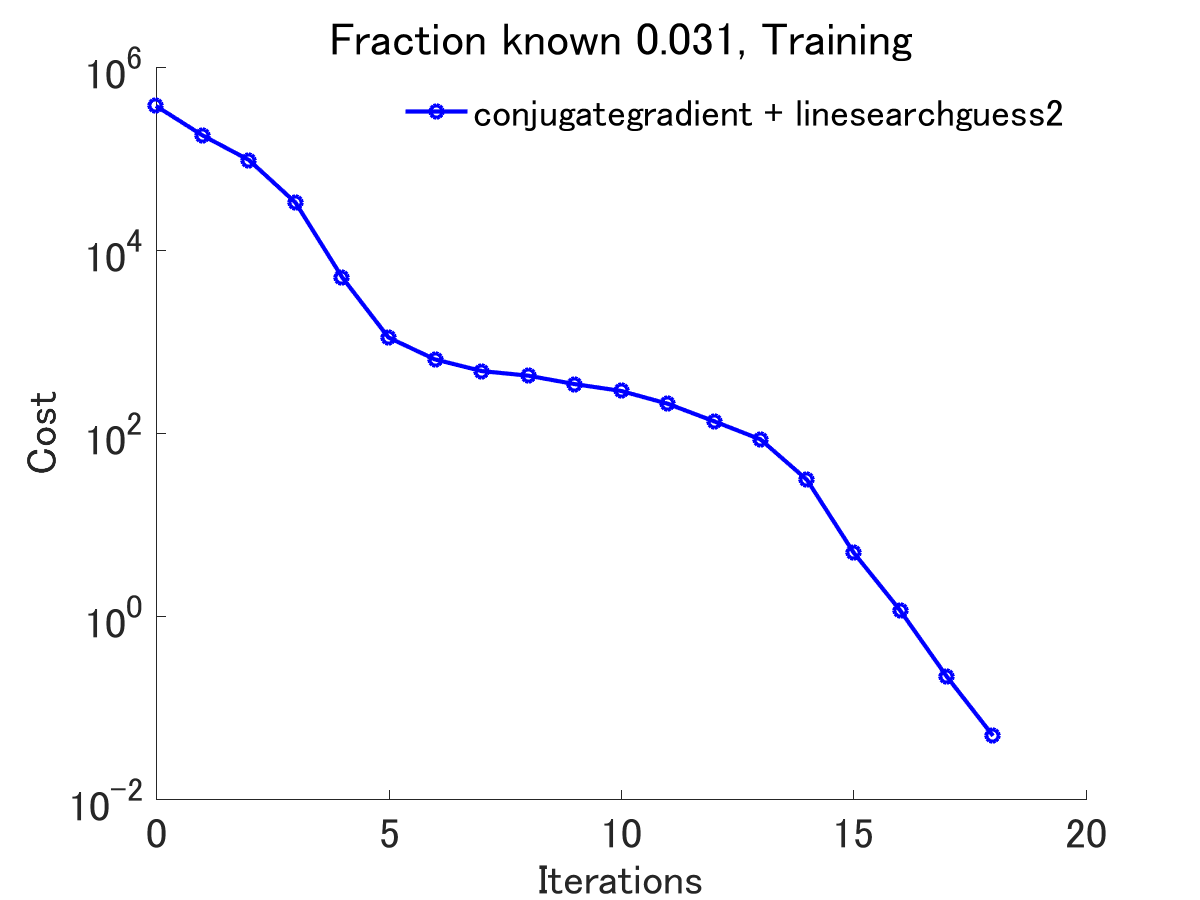 Fraction known 0.031, Training
conjugategradient + linesearchguess2
10^6
10^4
10^2
10^0
10^-2
Cost
0 5 10 15 20
Iterations